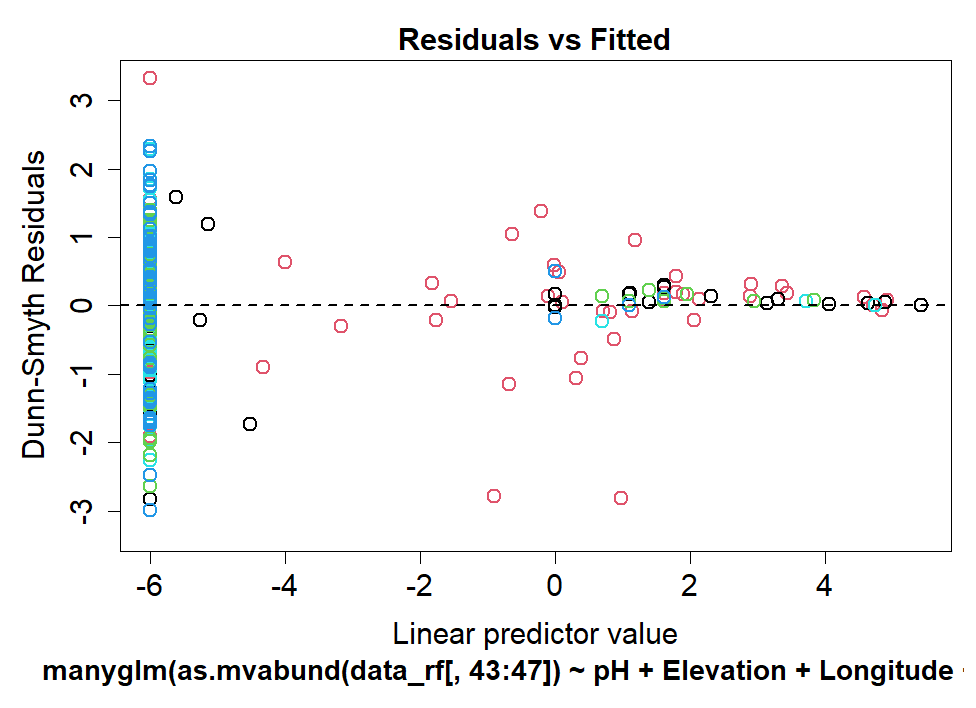 Residuals vs Fitted
Dunn-Smyth Residuals
3
2
1
0
-1
-2
-3
-6 -4 -2 0 2 4
Linear predictor value
manyglm(as.mvabund(data_rf[, 43:47]) ~ pH + Elevation + Longitude